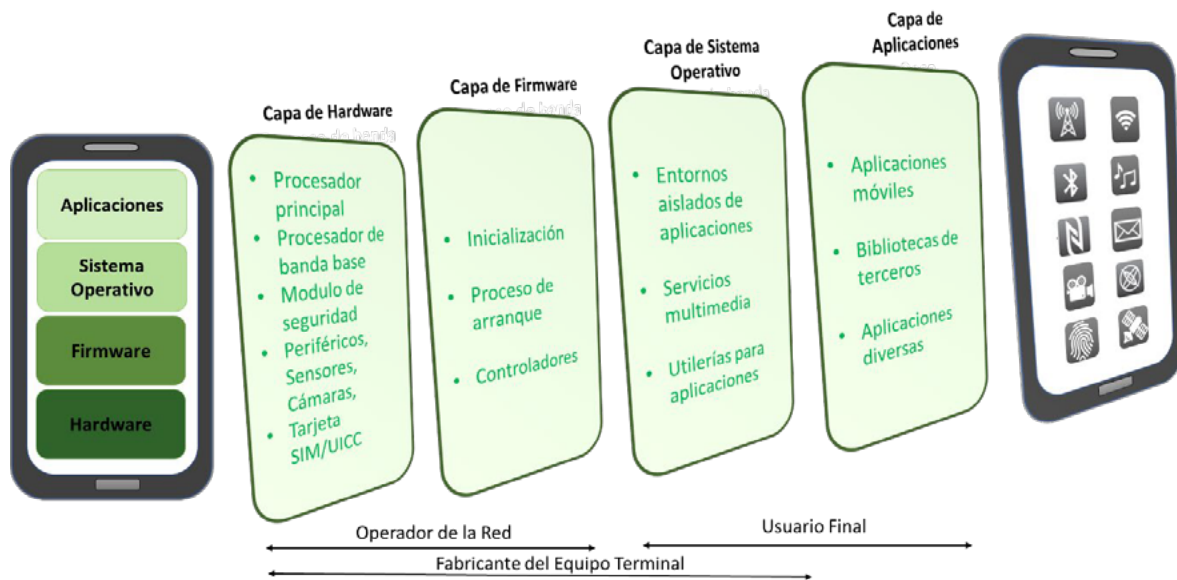 Aplicaciones
Sistema
Operativo
Firmware
Hardware
Capa de Hardware
• Procesador
principal
• Procesador de
banda base
• Modulo de
seguridad
• Periféricos,
Sensores,
Cámaras,
• Tarjeta
SIM/UICC
Capa de Firmware
• Inicialización
• Proceso de
arranque
• Controladores
Capa de Sistema
Operativo
• Entornos
aislados de
aplicaciones
• Servicios
multimedia
• Utilerías para
aplicaciones
Capa de
Aplicaciones
• Aplicaciones
móviles
• Bibliotecas de
terceros
• Aplicaciones
diversas
Operador de la Red
Usuario Final
Fabricante del Equipo Terminal